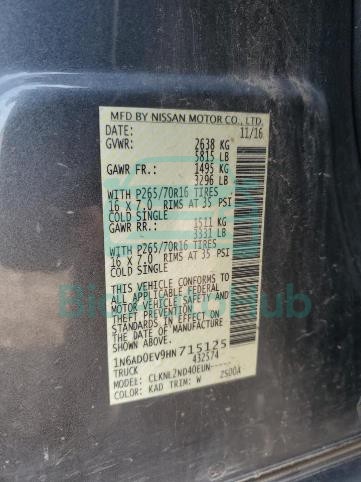 MFD BY NISSAN MOTOR CO., LTD.
DATE: 11/16
GVWR: 2638 KG
5815 LB
GAWR FR.: 1495 KG
3296 LB
WITH P265/70R16 TIRES
16 X 7.0 RIMS AT 35 PSI
COLD SINGLE
GAWR RR.: 1511 KG
3331 LB
WITH P265/70R16 TIRES
16 X 7.0 RIMS AT 35 PSI
COLD SINGLE
THIS VEHICLE CONFORMS TO
ALL APPLICABLE FEDERAL
MOTOR VEHICLE SAFETY
AND THEFT PREVENTION
STANDARDS IN EFFECT ON
THE DATE OF MANUFACTURE
SHOWN ABOVE.
1N6AD0EV9HN715125
TRUCK 432574
MODEL: CLKNL2ND40EUN-----
COLOR: KAD TRIM: W 2500A